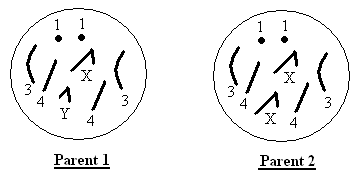 1 1 1 1
X X
3 4 3 3 4 3
Y 4 X 4
Parent 1 Parent 2